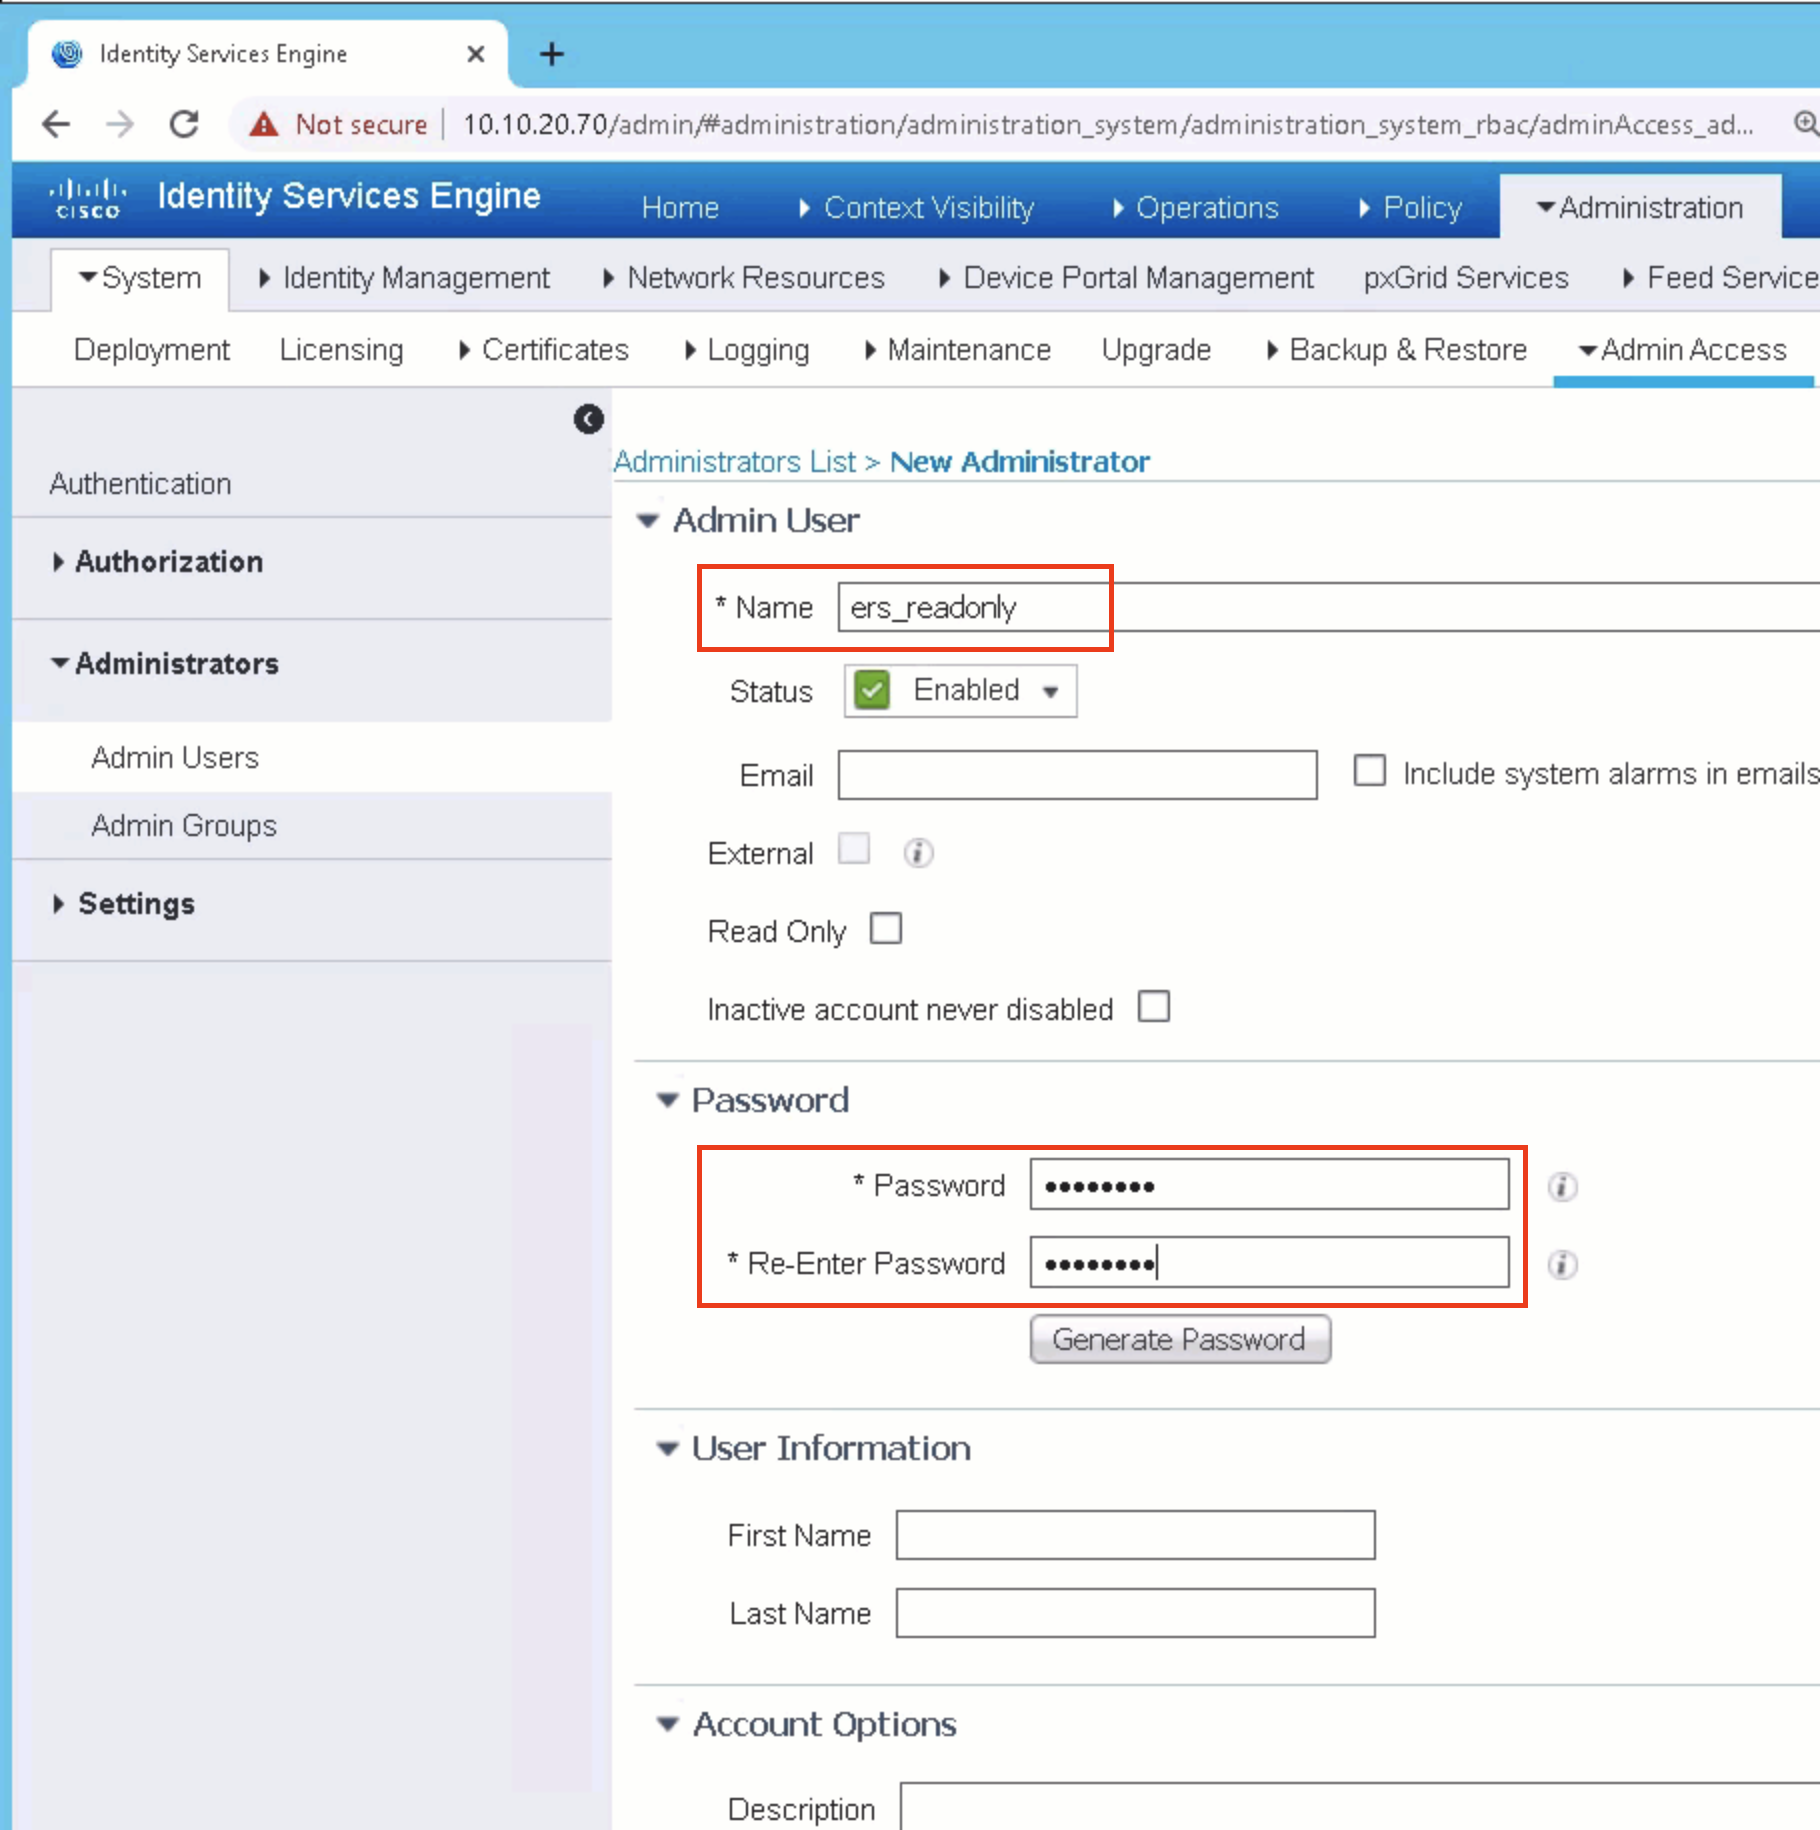 Identity Services Engine
Not secure 10.10.20.70/admin/#administration/administration_system/administration_system_rbac/adminAccess_ad...
CISCO Identity Services Engine Home Context Visibility Operations Policy Administration
System Identity Management Network Resources Device Portal Management pxGrid Services Feed Service
Deployment Licensing Certificates Logging Maintenance Upgrade Backup & Restore Admin Access
Authentication
Authorization
Administrators
Admin Users
Admin Groups
Settings
Administrators List > New Administrator
Admin User
* Name ers_readonly
Status Enabled
Email Include system alarms in emails
External
Read Only
Inactive account never disabled
Password
* Password ••••••••
* Re-Enter Password ••••••••
Generate Password
User Information
First Name
Last Name
Account Options
Description